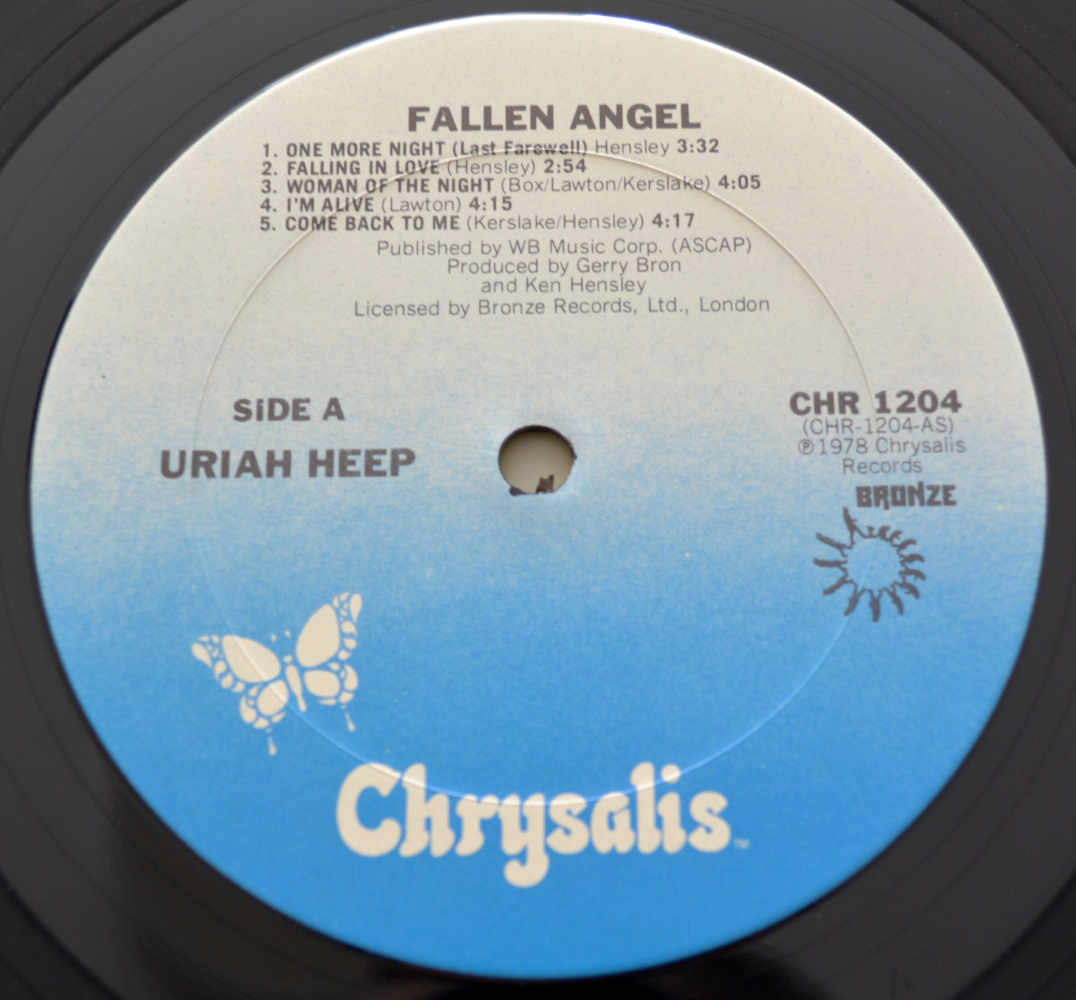 FALLEN ANGEL
1. ONE MORE NIGHT (Last Farewell) Hensley 3:32
2. FALLING IN LOVE (Hensley) 2:54
3. WOMAN OF THE NIGHT (Box/Lawton/Kerslake) 4:05
4. I'M ALIVE (Lawton) 4:15
5. COME BACK TO ME (Kerslake/Hensley) 4:17
Published by WB Music Corp. (ASCAP)
Produced by Gerry Bron
and Ken Hensley
Licensed by Bronze Records, Ltd., London
SiDE A
URIAH HEEP
CHR 1204
(CHR-1204-AS)
℗1978 Chrysalis
Records
BRONZE
Chrysalis™